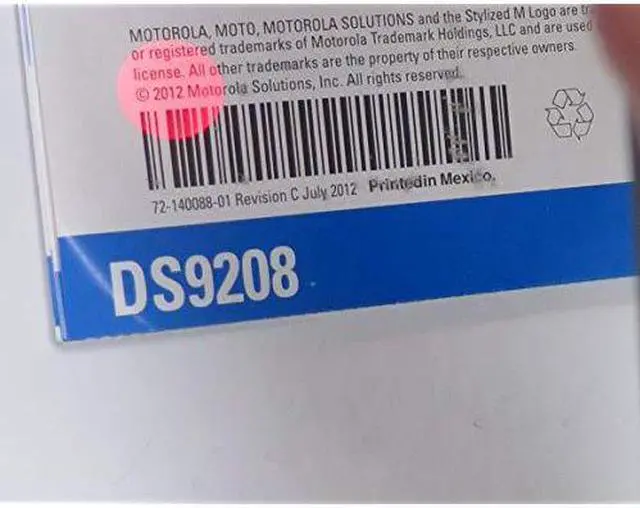 MOTOROLA, MOTO, MOTOROLA SOLUTIONS and the Stylized M Logo are
or registered trademarks of Motorola Trademark Holdings, LLC and are used
license. All other trademarks are the property of their respective owners.
© 2012 Motorola Solutions, Inc. All rights reserved.
72-140088-01 Revision C July 2012 Printedin Mexico.
DS9208